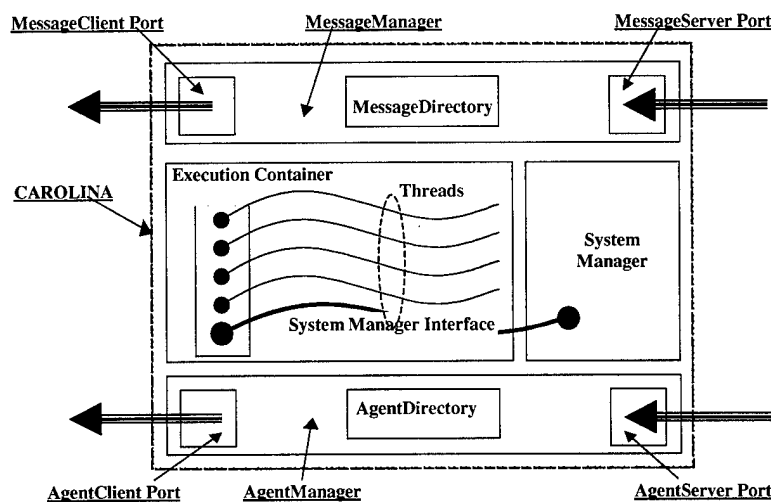 MessageClient Port
MessageManager
MessageServer Port
MessageDirectory
Execution Container
Threads
CAROLINA
System
Manager
System Manager Interface
AgentDirectory
AgentClient Port
AgentManager
AgentServer Port